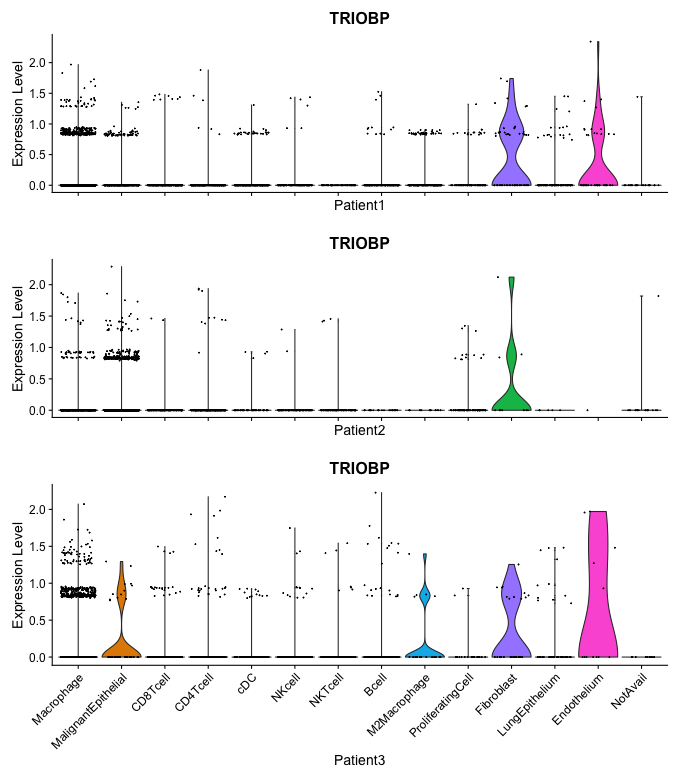 TRIOBP
Expression Level
2.0
1.5
1.0
0.5
0.0
Patient1
TRIOBP
Expression Level
2.0
1.5
1.0
0.5
0.0
Patient2
TRIOBP
Expression Level
2.0
1.5
1.0
0.5
0.0
Macrophage
MalignantEpithelial
CD8Tcell
CD4Tcell
cDC
NKcell
NKTcell
Bcell
M2Macrophage
ProliferatingCell
Fibroblast
LungEpithelium
Endothelium
NotAvail
Patient3